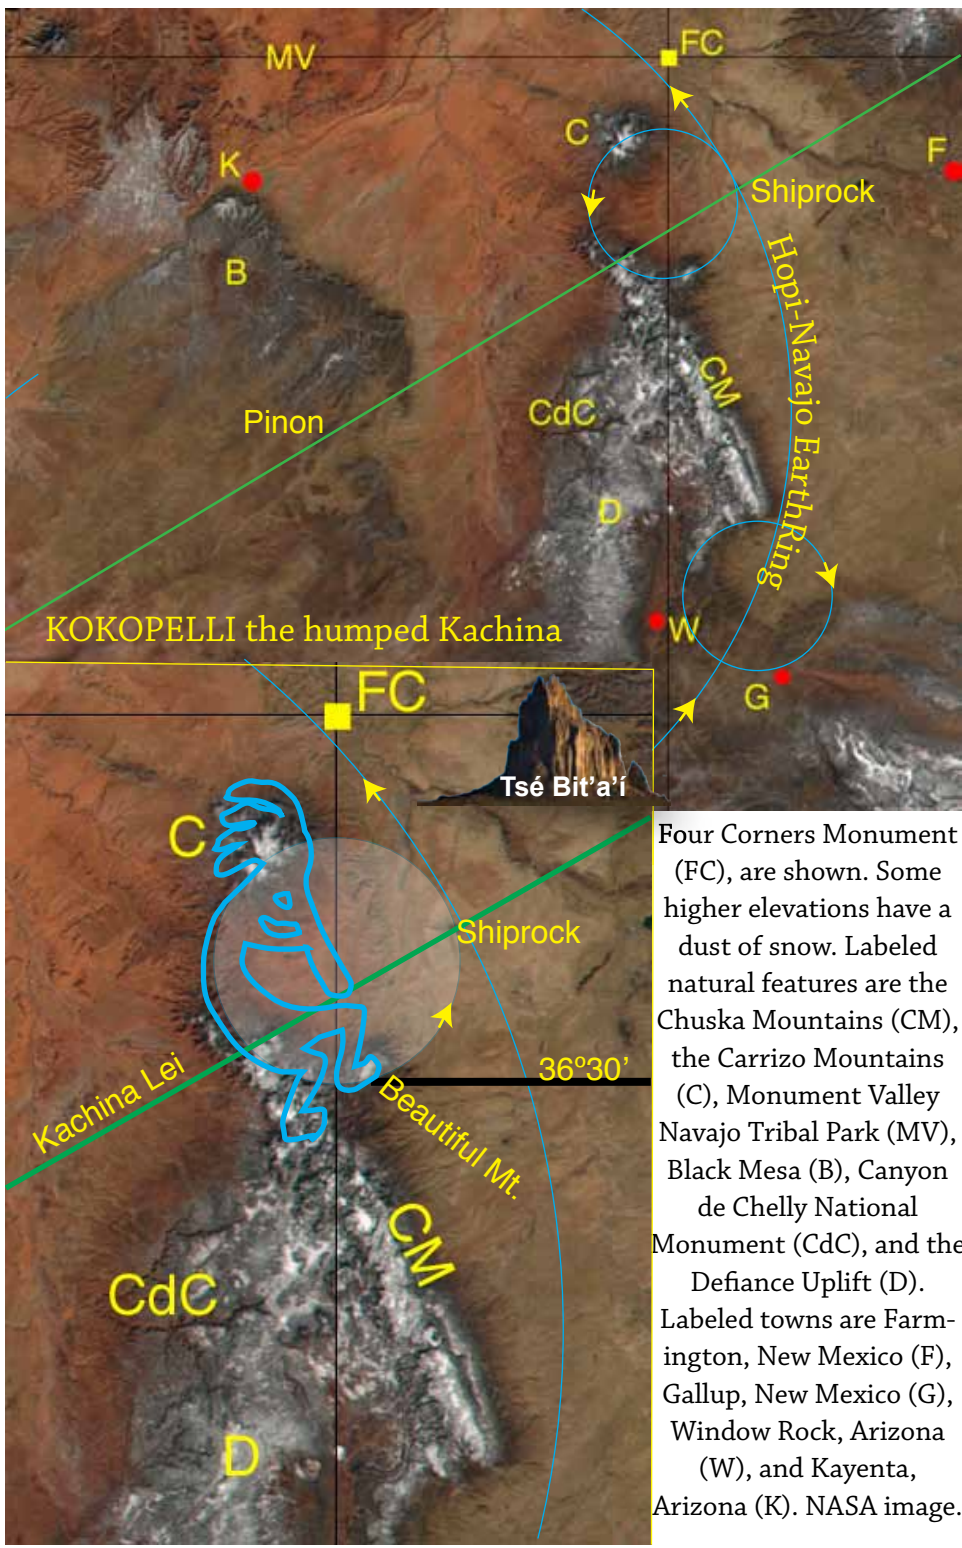 MV
FC
C
K
F
Shiprock
B
Hopi-Navajo EarthRing
CM
Pinon
CdC
D
W
KOKOPELLI the humped Kachina
G
FC
Tsé Bit’a’í
C
Shiprock
36º30’
Kachina Lei
Beautiful Mt.
CM
CdC
D
Four Corners Monument
(FC), are shown. Some
higher elevations have a
dust of snow. Labeled
natural features are the
Chuska Mountains (CM),
the Carrizo Mountains
(C), Monument Valley
Navajo Tribal Park (MV),
Black Mesa (B), Canyon
de Chelly National
Monument (CdC), and the
Defiance Uplift (D).
Labeled towns are Farm-
ington, New Mexico (F),
Gallup, New Mexico (G),
Window Rock, Arizona
(W), and Kayenta,
Arizona (K). NASA image.